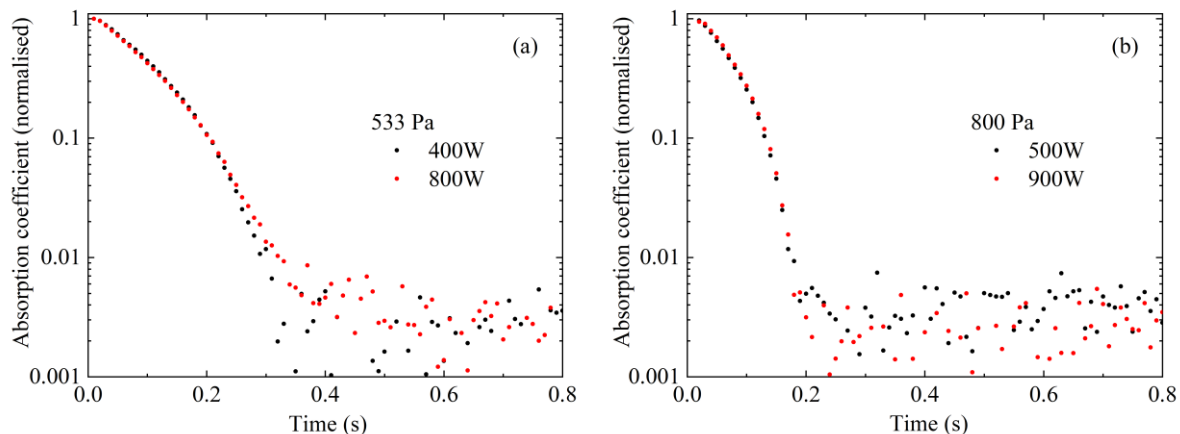 (a)
Absorption coefficient (normalised)
1
0.1
0.01
0.001
533 Pa
400W
800W
0.0
0.2
0.4
0.6
0.8
Time (s)
(b)
Absorption coefficient (normalised)
1
0.1
0.01
0.001
800 Pa
500W
900W
0.0
0.2
0.4
0.6
0.8
Time (s)